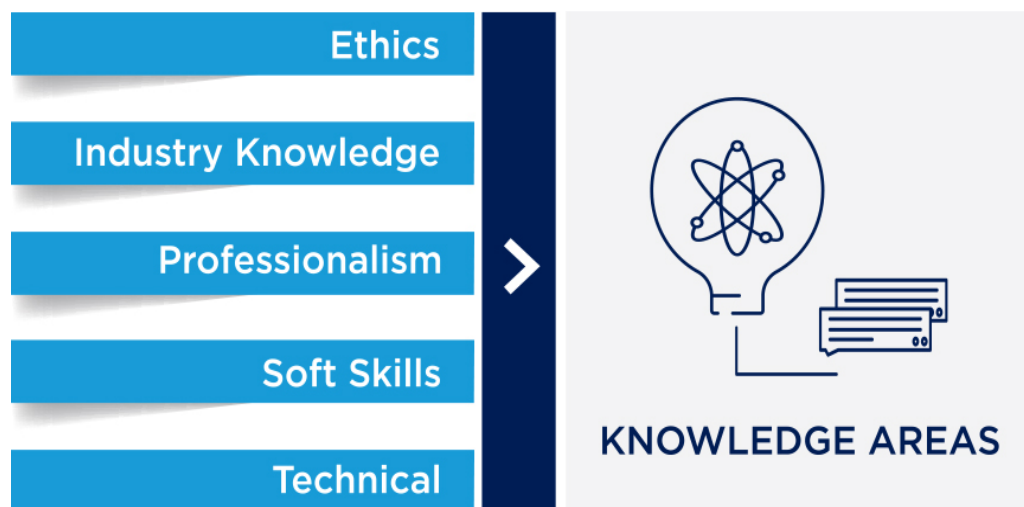 Ethics
Industry Knowledge
Professionalism
Soft Skills
Technical
KNOWLEDGE AREAS